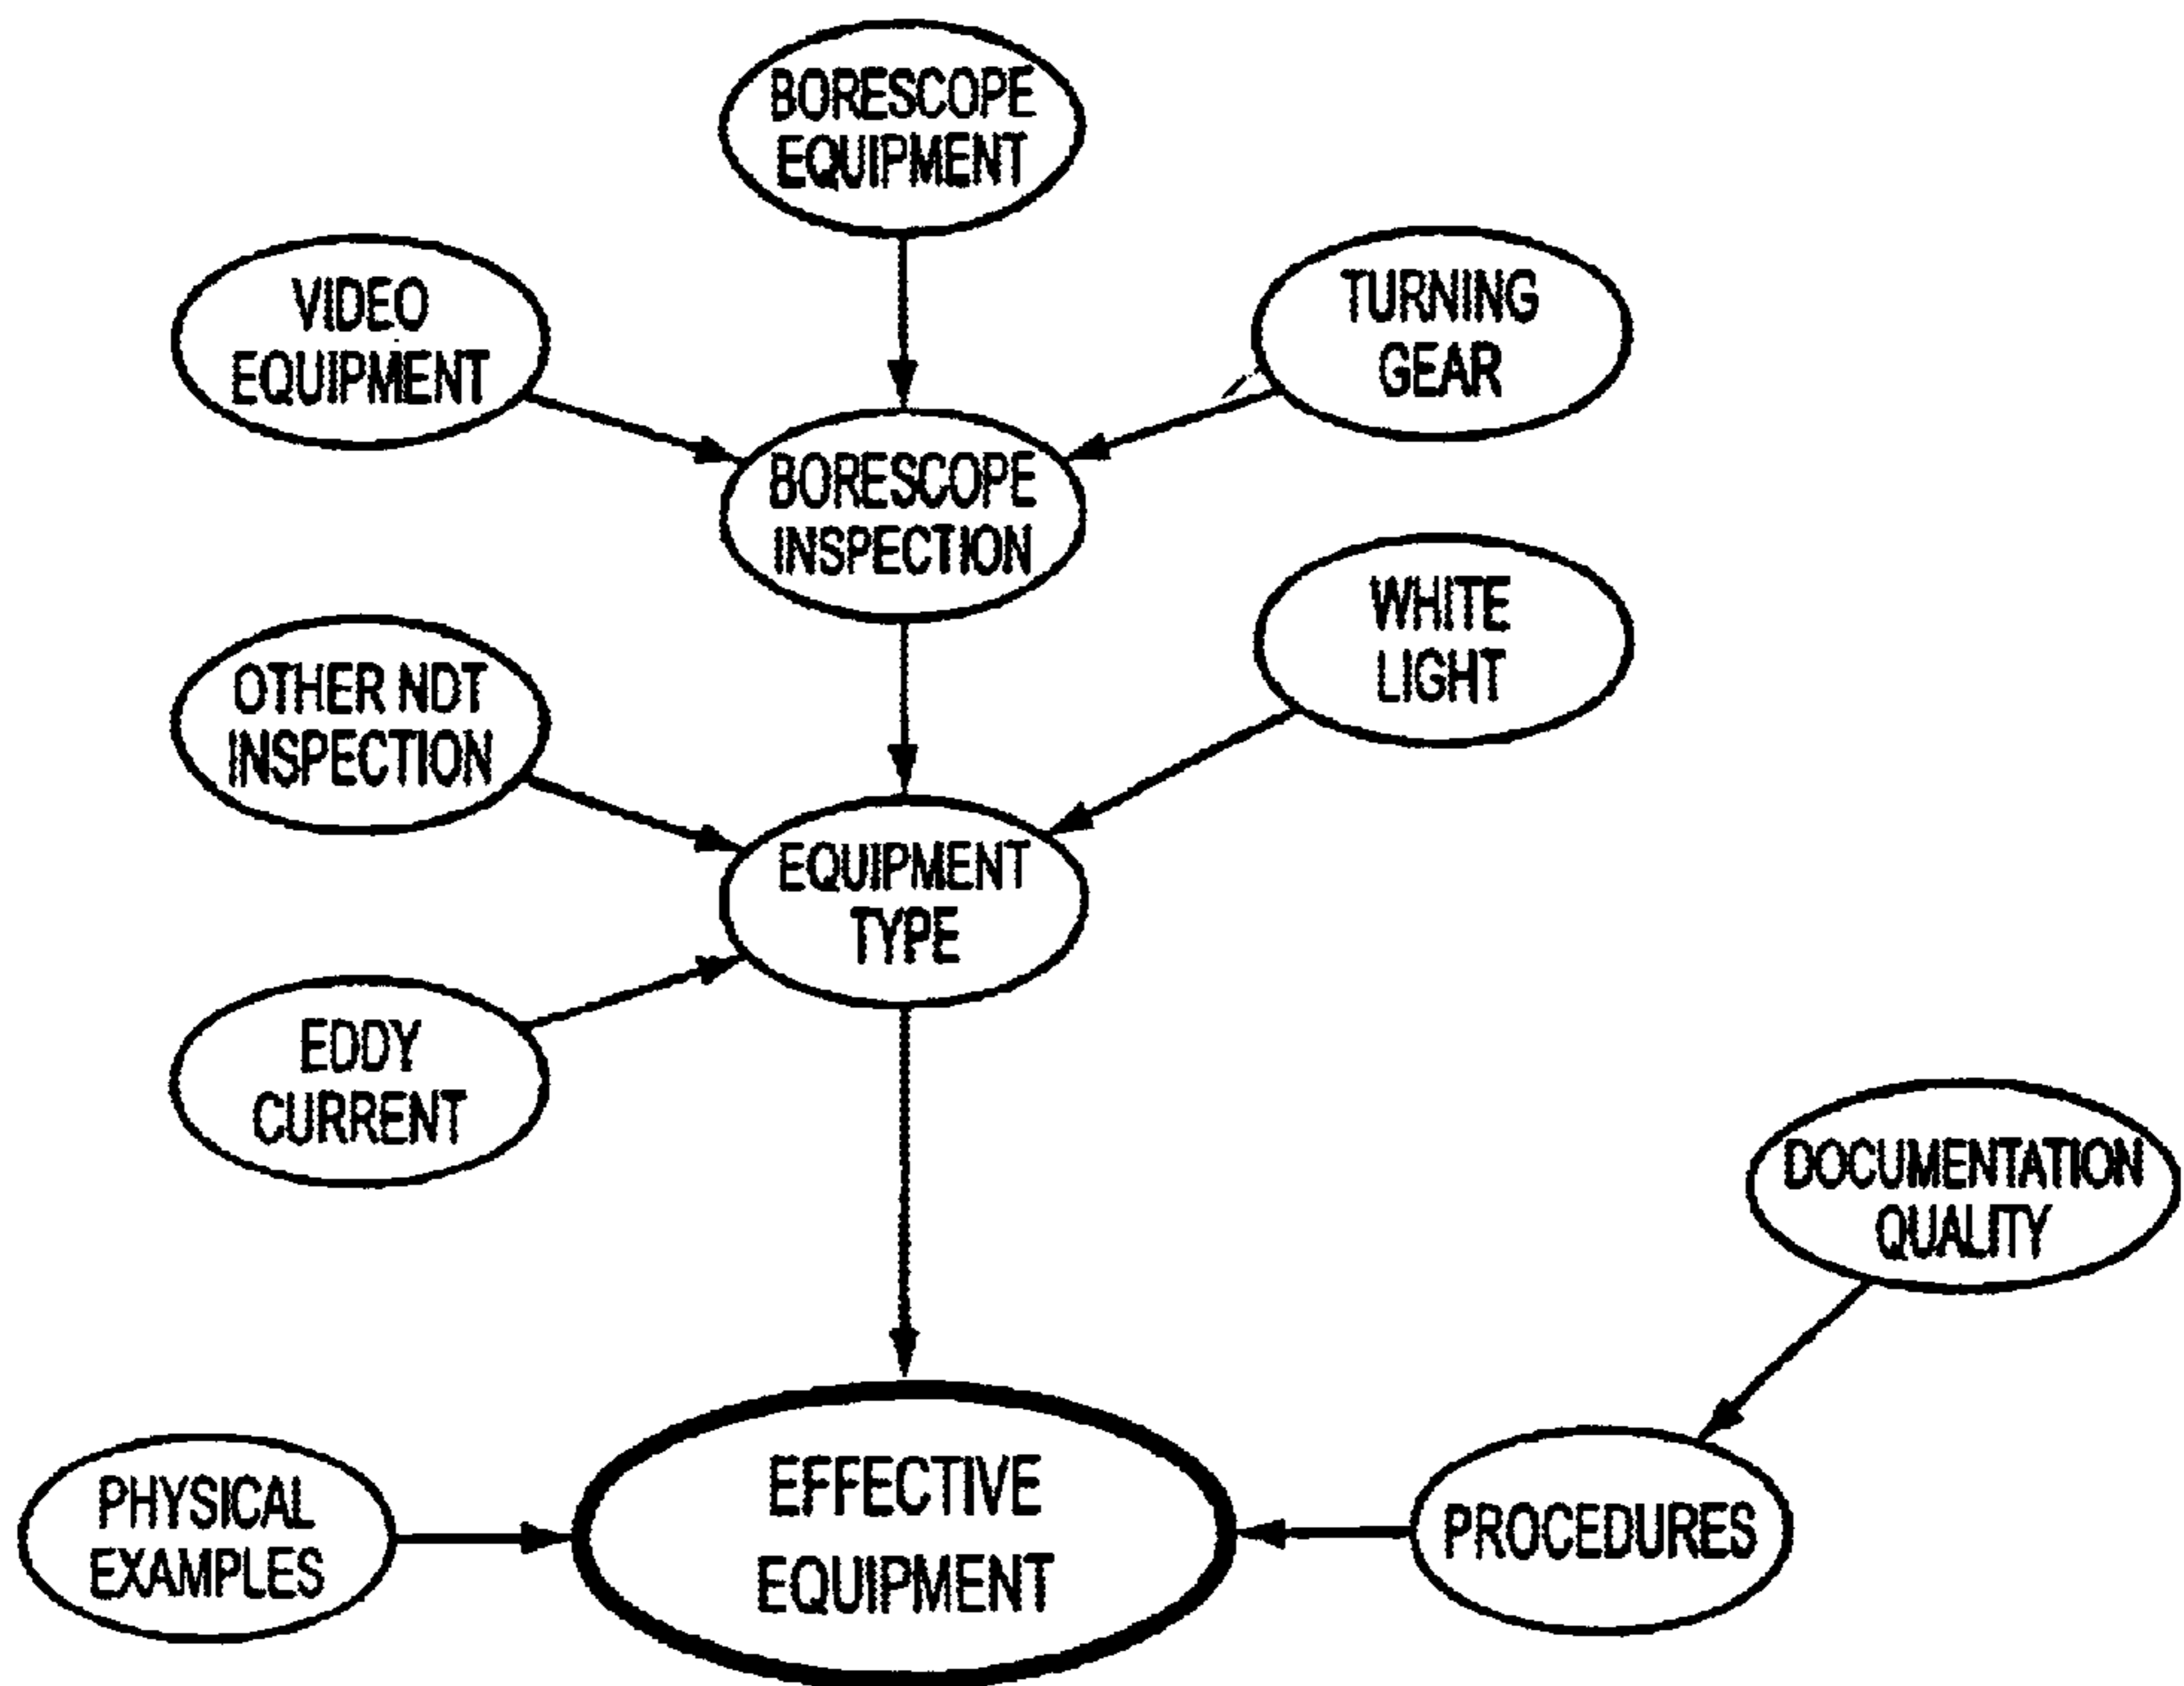 BORESCOPE
EQUIPMENT
VIDEO
EQUIPMENT
TURNING
GEAR
BORESCOPE
INSPECTION
WHITE
LIGHT
OTHER NDT
INSPECTION
EQUIPMENT
TYPE
EDDY
CURRENT
DOCUMENTATION
QUALITY
PHYSICAL
EXAMPLES
EFFECTIVE
EQUIPMENT
PROCEDURES